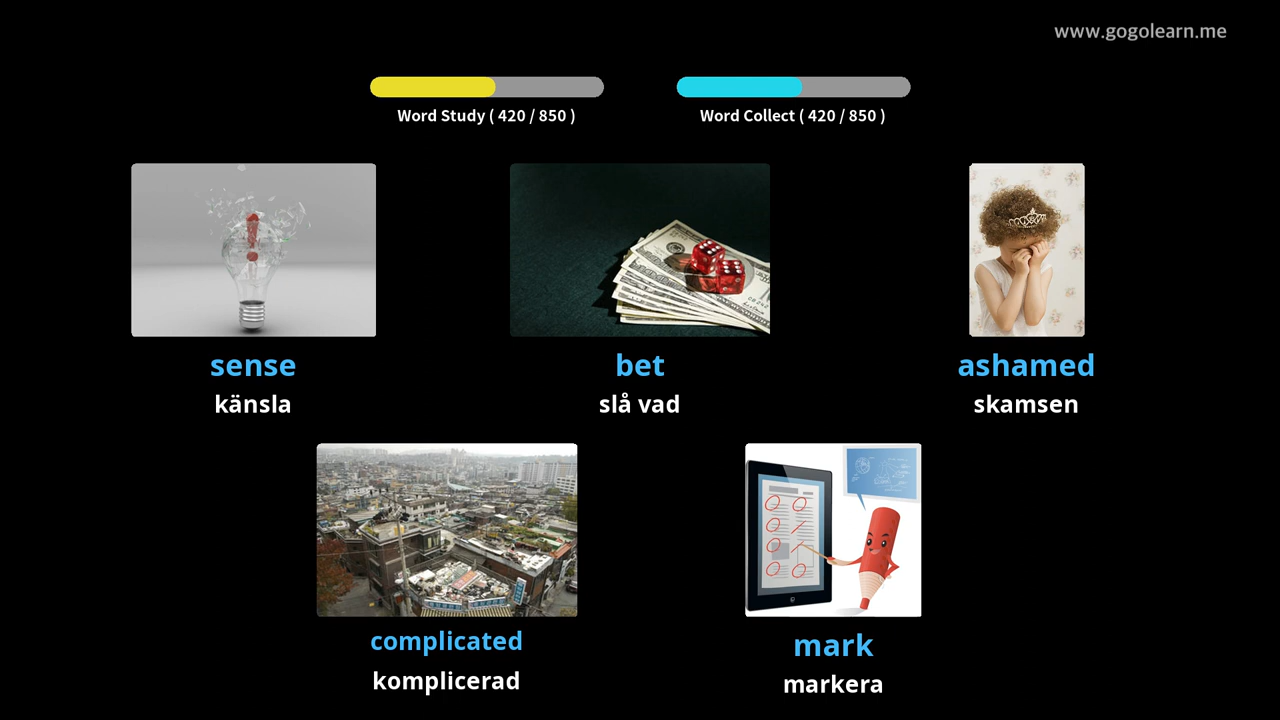 www.gogolearn.me
Word Study ( 420 / 850 )
Word Collect ( 420 / 850 )
sense
känsla
bet
slå vad
ashamed
skamsen
complicated
komplicerad
mark
markera